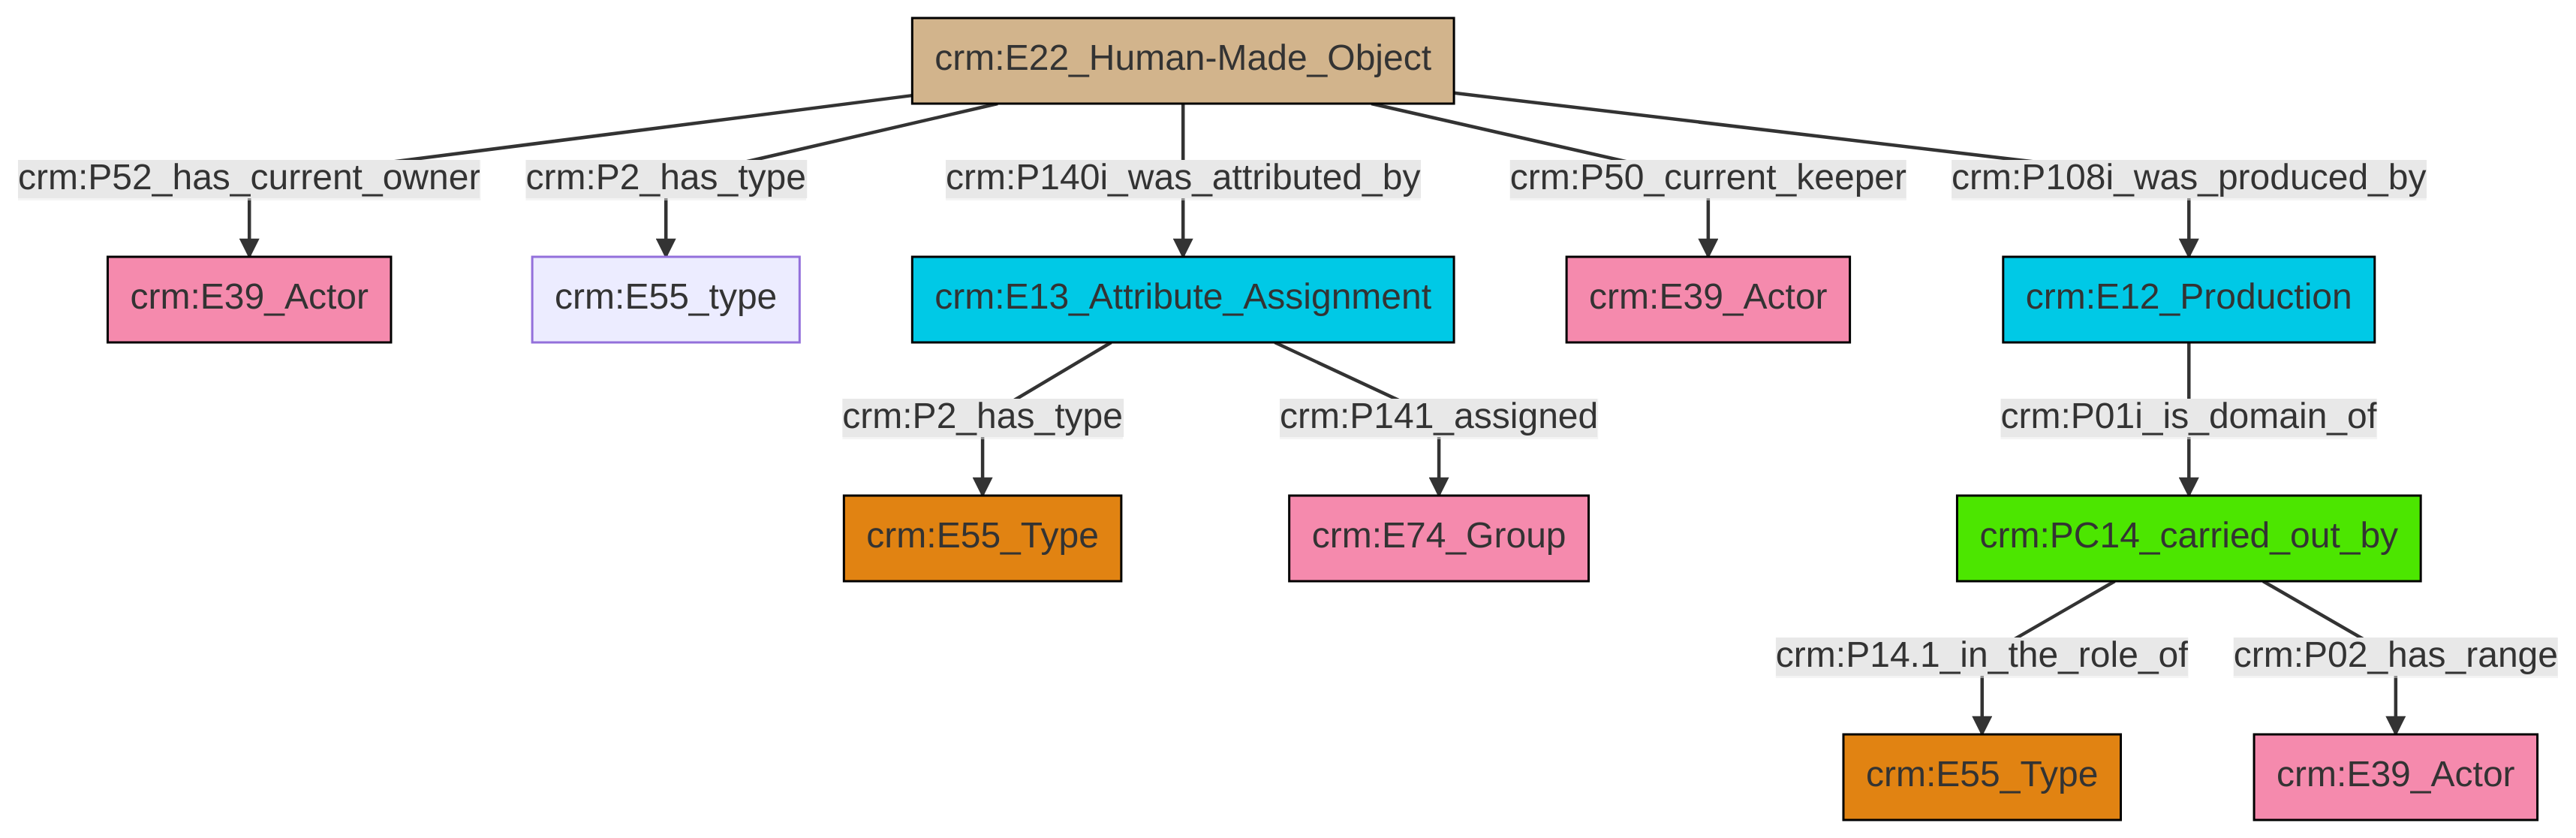 crm:E22_Human-Made_Object
crm:P52_has_current_owner
crm:P2_has_type
crm:P140i_was_attributed_by
crm:P50_current_keeper
crm:P108i_was_produced_by
crm:E39_Actor
crm:E55_type
crm:E13_Attribute_Assignment
crm:E39_Actor
crm:E12_Production
crm:P2_has_type
crm:P141_assigned
crm:P01i_is_domain_of
crm:E55_Type
crm:E74_Group
crm:PC14_carried_out_by
crm:P14.1_in_the_role_of
crm:P02_has_range
crm:E55_Type
crm:E39_Actor